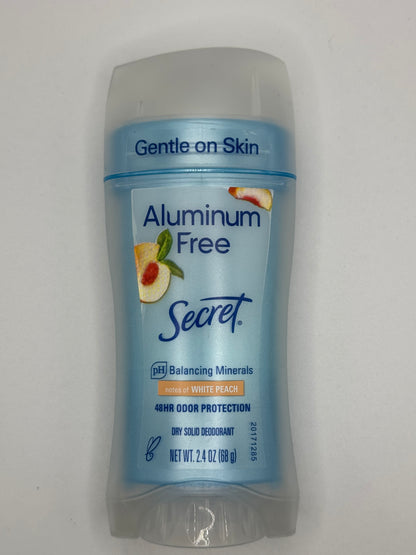 Gentle on Skin
Aluminum
Free
Secret®
pH Balancing Minerals
notes of WHITE PEACH
48HR ODOR PROTECTION
DRY SOLID DEODORANT
NET WT. 2.4 OZ (68 g)
20171285